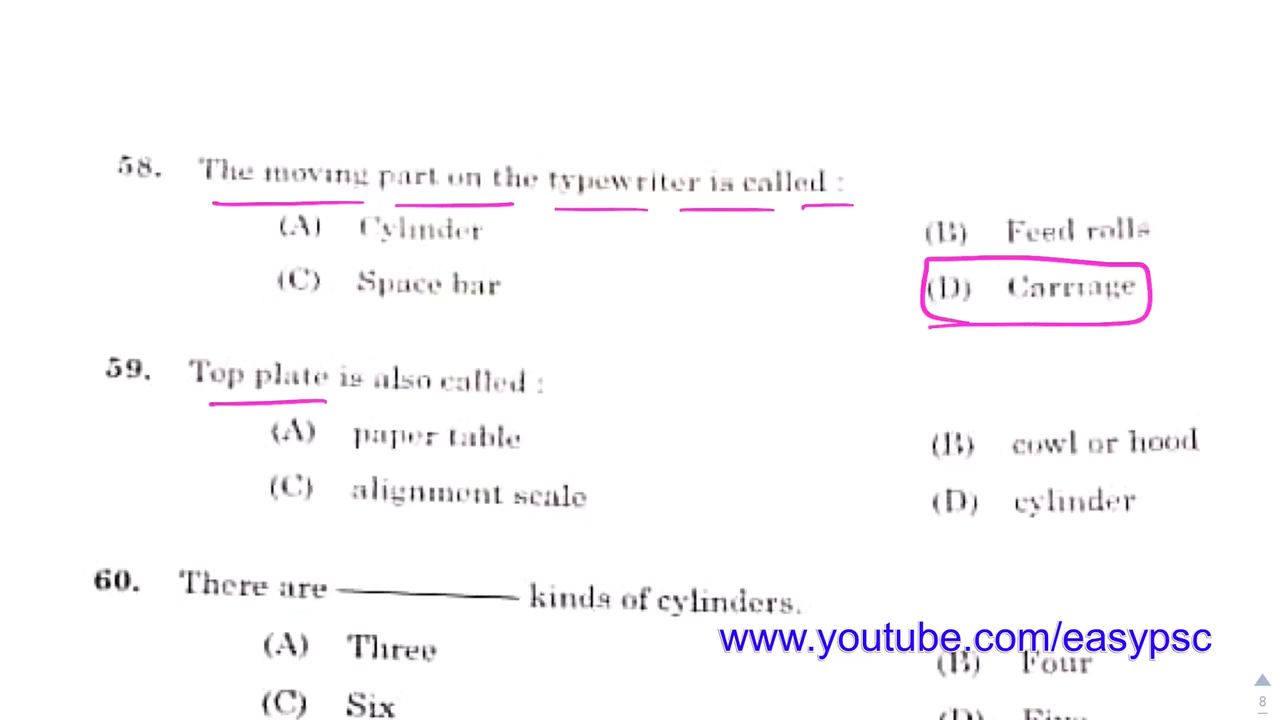 58. The moving part on the typewriter is called :
(A) Cylinder (B) Feed rolls
(C) Space bar (D) Carriage
59. Top plate is also called :
(A) paper table (B) cowl or hood
(C) alignment scale (D) cylinder
60. There are ———— kinds of cylinders.
www.youtube.com/easypsc
(A) Three (B) Four
(C) Six (D) Five
8